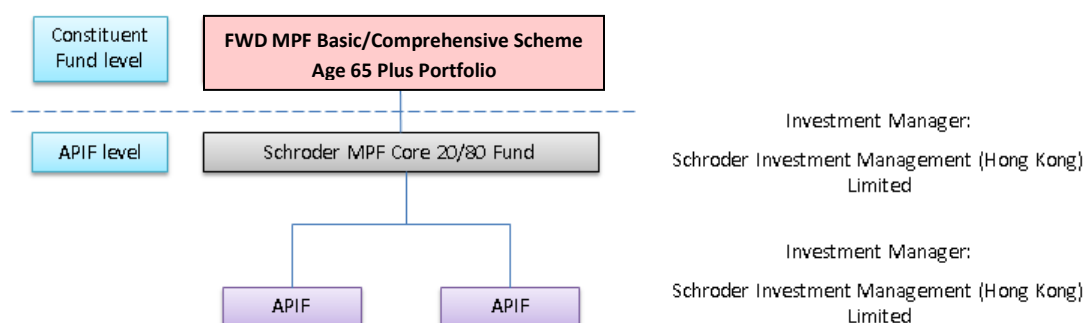 Constituent
Fund level
FWD MPF Basic/Comprehensive Scheme
Age 65 Plus Portfolio
APIF level
Schroder MPF Core 20/80 Fund
Investment Manager:
Schroder Investment Management (Hong Kong)
Limited
Investment Manager:
Schroder Investment Management (Hong Kong)
Limited
APIF
APIF